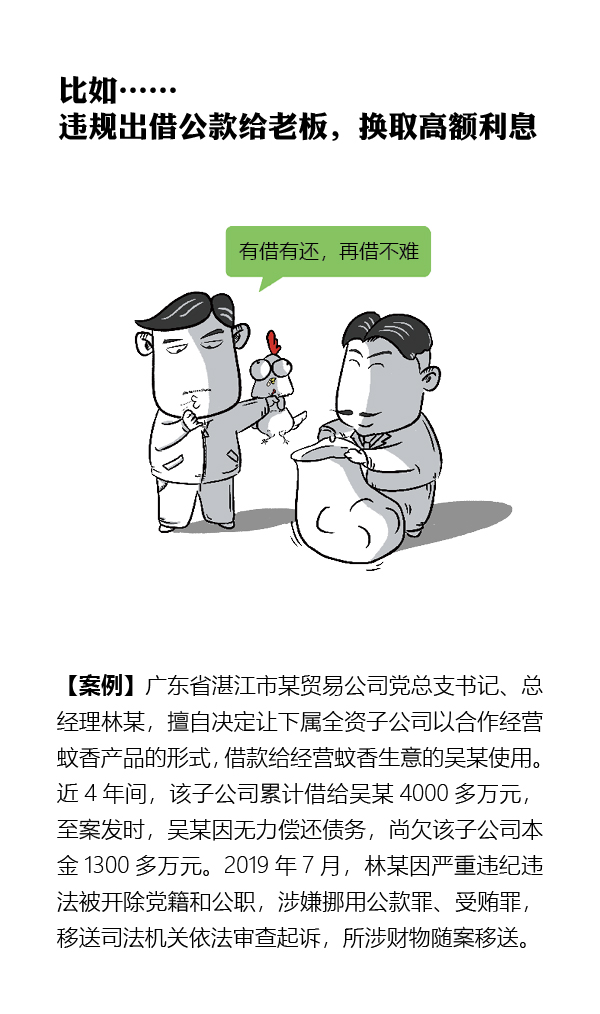 比如……
违规出借公款给老板，换取高额利息
有借有还，再借不难
【案例】广东省湛江市某贸易公司党总支书记、总
经理林某，擅自决定让下属全资子公司以合作经营
蚊香产品的形式，借款给经营蚊香生意的吴某使用。
近 4 年间，该子公司累计借给吴某 4000 多万元，
至案发时，吴某因无力偿还债务，尚欠该子公司本
金 1300 多万元。2019 年 7 月，林某因严重违纪违
法被开除党籍和公职，涉嫌挪用公款罪、受贿罪，
移送司法机关依法审查起诉，所涉财物随案移送。